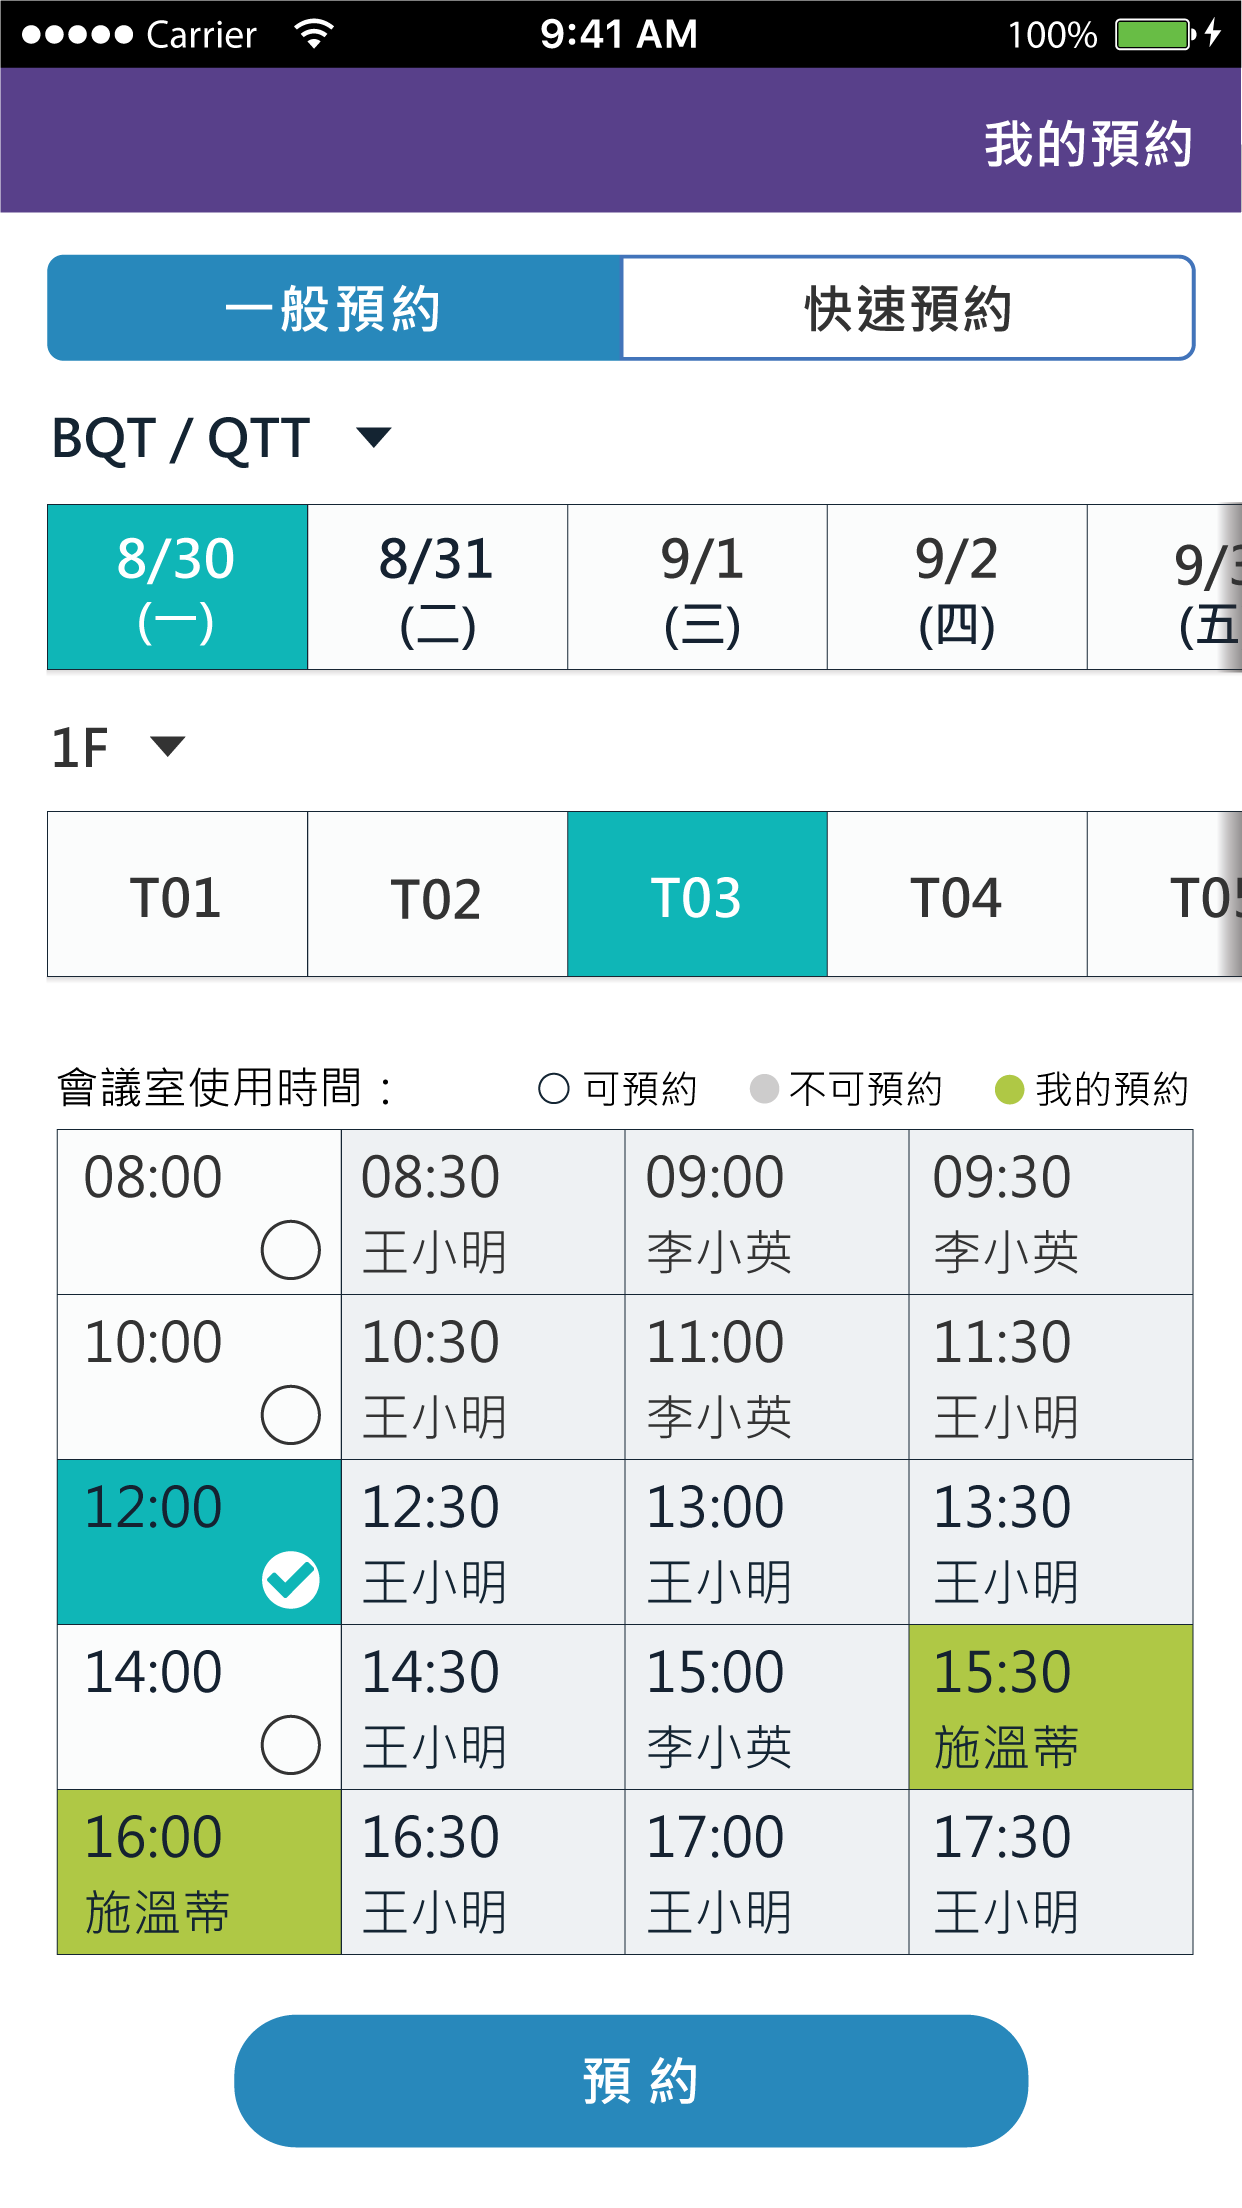 Carrier 9:41 AM 100%
我的預約
一般預約 快速預約
BQT / QTT
8/30 8/31 9/1 9/2 9/3
(一) (二) (三) (四) (五
1F
T01 T02 T03 T04 T05
會議室使用時間： 可預約 不可預約 我的預約
08:00 08:30 09:00 09:30
王小明 李小英 李小英
10:00 10:30 11:00 11:30
王小明 李小英 王小明
12:00 12:30 13:00 13:30
王小明 王小明 王小明
14:00 14:30 15:00 15:30
王小明 李小英 施溫蒂
16:00 16:30 17:00 17:30
施溫蒂 王小明 王小明 王小明
預約